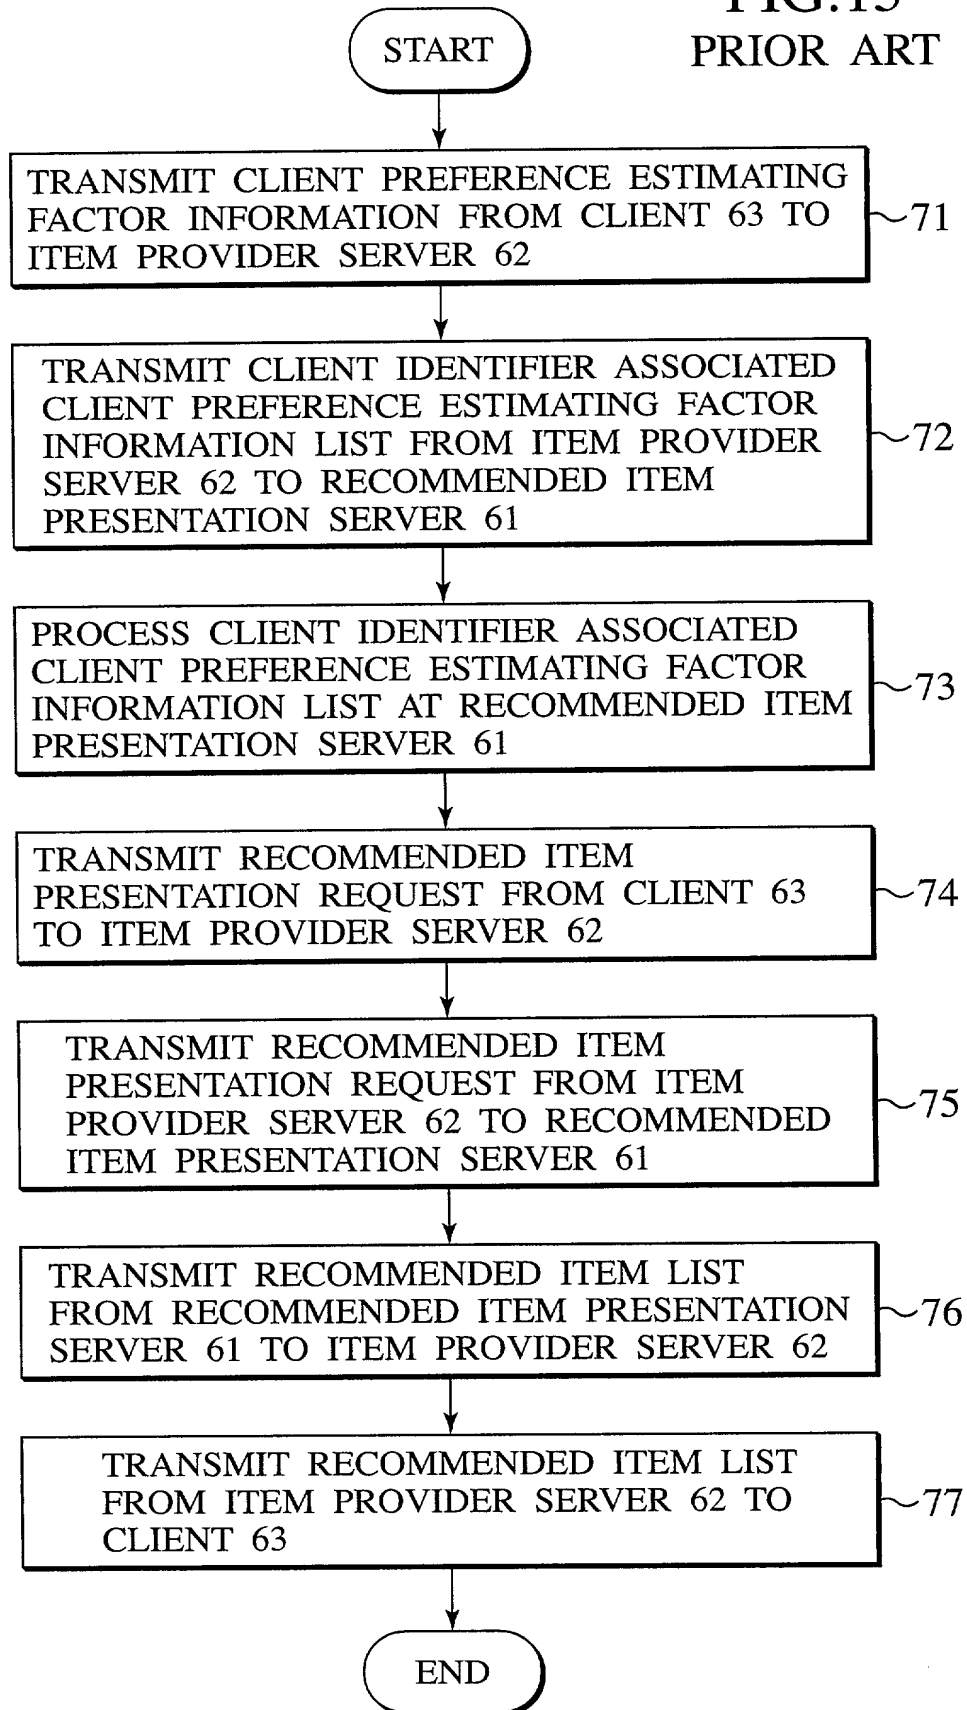 FIG.15
PRIOR ART
START
TRANSMIT CLIENT PREFERENCE ESTIMATING
FACTOR INFORMATION FROM CLIENT 63 TO
ITEM PROVIDER SERVER 62
71
TRANSMIT CLIENT IDENTIFIER ASSOCIATED
CLIENT PREFERENCE ESTIMATING FACTOR
INFORMATION LIST FROM ITEM PROVIDER
SERVER 62 TO RECOMMENDED ITEM
PRESENTATION SERVER 61
72
PROCESS CLIENT IDENTIFIER ASSOCIATED
CLIENT PREFERENCE ESTIMATING FACTOR
INFORMATION LIST AT RECOMMENDED ITEM
PRESENTATION SERVER 61
73
TRANSMIT RECOMMENDED ITEM
PRESENTATION REQUEST FROM CLIENT 63
TO ITEM PROVIDER SERVER 62
74
TRANSMIT RECOMMENDED ITEM
PRESENTATION REQUEST FROM ITEM
PROVIDER SERVER 62 TO RECOMMENDED
ITEM PRESENTATION SERVER 61
75
TRANSMIT RECOMMENDED ITEM LIST
FROM RECOMMENDED ITEM PRESENTATION
SERVER 61 TO ITEM PROVIDER SERVER 62
76
TRANSMIT RECOMMENDED ITEM LIST
FROM ITEM PROVIDER SERVER 62 TO
CLIENT 63
77
END